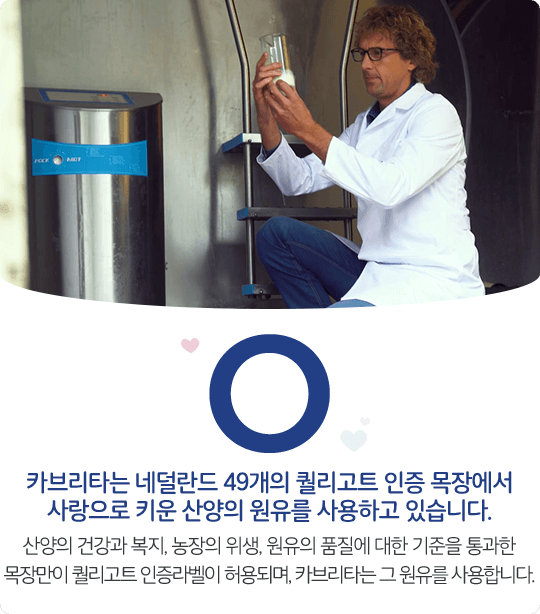 카브리타는 네덜란드 49개의 퀄리고트 인증 목장에서
사랑으로 키운 산양의 원유를 사용하고 있습니다.
산양의 건강과 복지, 농장의 위생, 원유의 품질에 대한 기준을 통과한
목장만이 퀄리고트 인증라벨이 허용되며, 카브리타는 그 원유를 사용합니다.